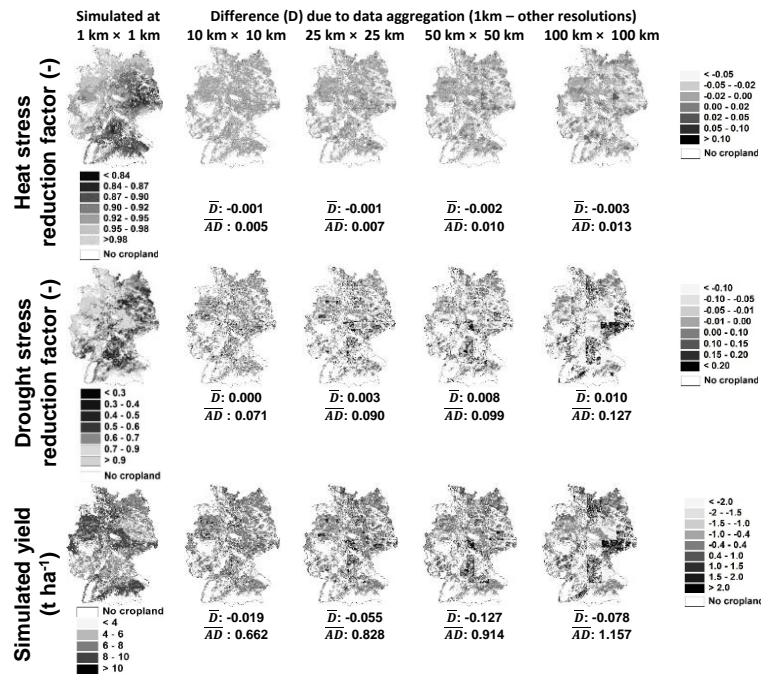 Simulated at
1 km × 1 km
Difference (D) due to data aggregation (1km – other resolutions)
10 km × 10 km 25 km × 25 km 50 km × 50 km 100 km × 100 km
Heat stress
reduction factor (-)
< 0.84
0.84 - 0.87
0.87 - 0.90
0.90 - 0.92
0.92 - 0.95
0.95 - 0.98
>0.98
No cropland
D: -0.001
AD : 0.005
D: -0.001
AD: 0.007
D: -0.002
AD: 0.010
D: -0.003
AD: 0.013
< -0.05
-0.05 - -0.02
-0.02 - 0.00
0.00 - 0.02
0.02 - 0.05
0.05 - 0.10
> 0.10
No cropland
Drought stress
reduction factor (-)
< 0.3
0.3 - 0.4
0.4 - 0.5
0.5 - 0.6
0.6 - 0.7
0.7 - 0.9
> 0.9
No cropland
D: 0.000
AD: 0.071
D: 0.003
AD: 0.090
D: 0.008
AD: 0.099
D: 0.010
AD: 0.127
< -0.10
-0.10 - -0.05
-0.05 - -0.01
-0.01 - 0.00
0.00 - 0.10
0.10 - 0.15
0.15 - 0.20
< 0.20
No cropland
Simulated yield
(t ha-1)
No cropland
< 4
4 - 6
6 - 8
8 - 10
> 10
D: -0.019
AD: 0.662
D: -0.055
AD: 0.828
D: -0.127
AD: 0.914
D: -0.078
AD: 1.157
< -2.0
-2 - -1.5
-1.5 - -1.0
-1.0 - -0.4
-0.4 - 0.4
0.4 - 1.0
1.0 - 1.5
1.5 - 2.0
> 2.0
No cropland